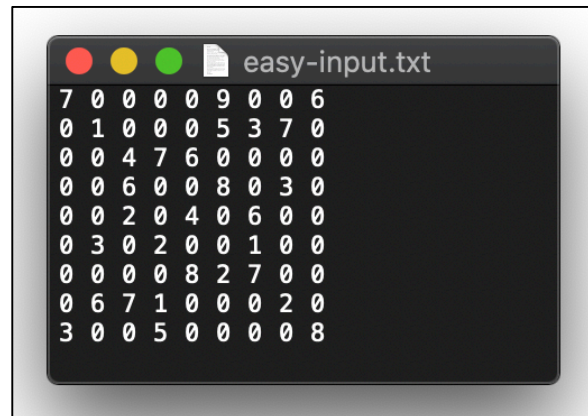 easy-input.txt
7 0 0 0 0 9 0 0 6
0 1 0 0 0 5 3 7 0
0 0 4 7 6 0 0 0 0
0 0 6 0 0 8 0 3 0
0 0 2 0 4 0 6 0 0
0 3 0 2 0 0 1 0 0
0 0 0 0 8 2 7 0 0
0 6 7 1 0 0 0 2 0
3 0 0 5 0 0 0 0 8